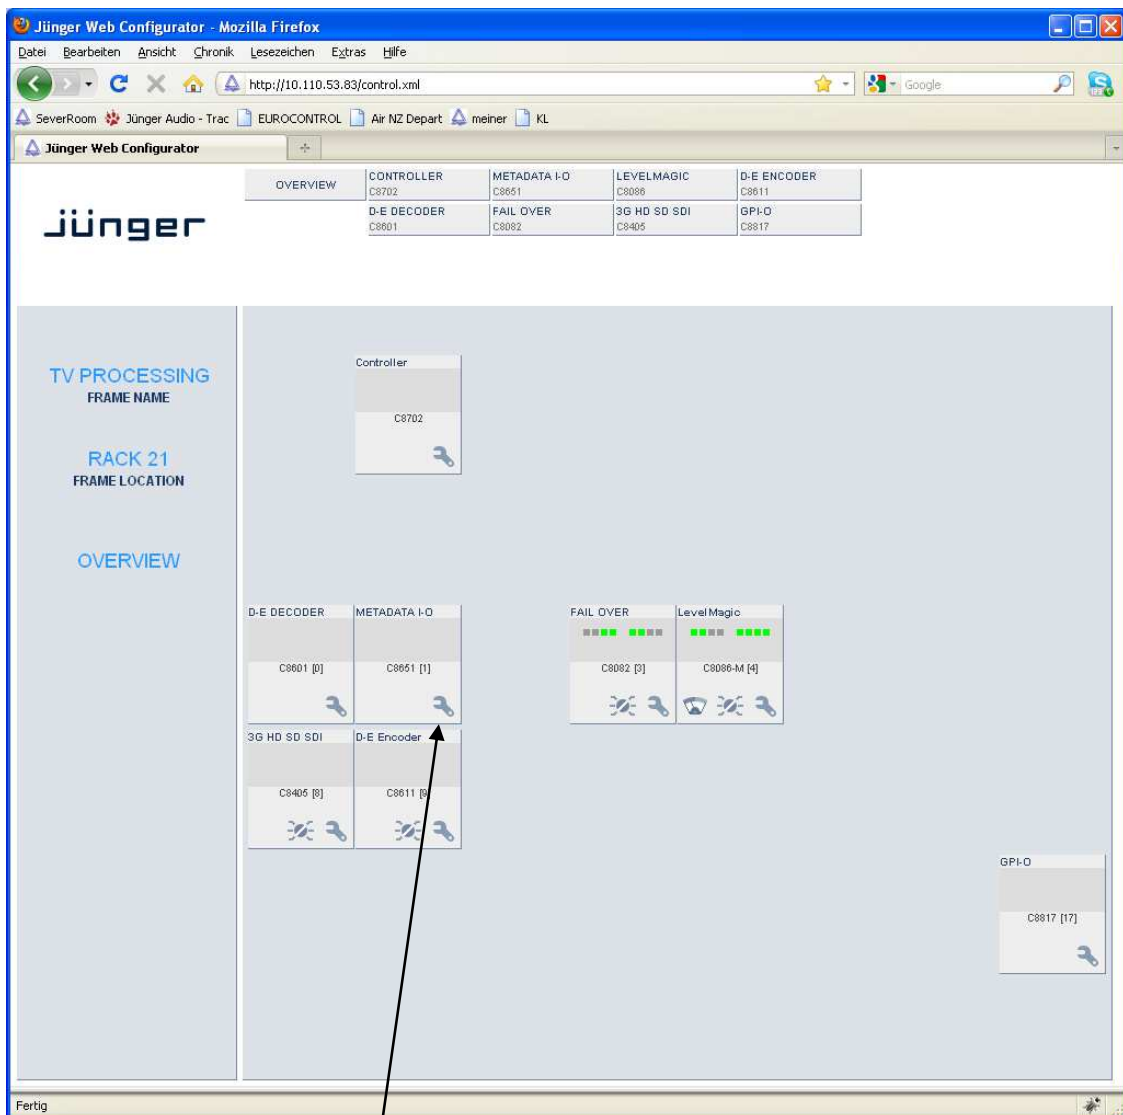 Jünger Web Configurator - Mozilla Firefox
Datei Bearbeiten Ansicht Chronik Lesezeichen Extras Hilfe
http://10.110.53.83/control.xml
Google
SeverRoom Jünger Audio - Trac EUROCONTROL Air NZ Depart meiner KL
Jünger Web Configurator
jünger
OVERVIEW
CONTROLLER
C8702
METADATA I-O
C8651
LEVELMAGIC
C8086
D-E ENCODER
C8611
D-E DECODER
C8601
FAIL OVER
C8082
3G HD SD SDI
C8405
GPI-O
C8817
TV PROCESSING
FRAME NAME
RACK 21
FRAME LOCATION
OVERVIEW
Controller
C8702
D-E DECODER
C8601 [0]
METADATA I-O
C8651 [1]
FAIL OVER
C8082 [3]
LevelMagic
C8086-M [4]
3G HD SD SDI
C8405 [8]
D-E Encoder
C8611 [9]
GPI-O
C8817 [17]
Fertig